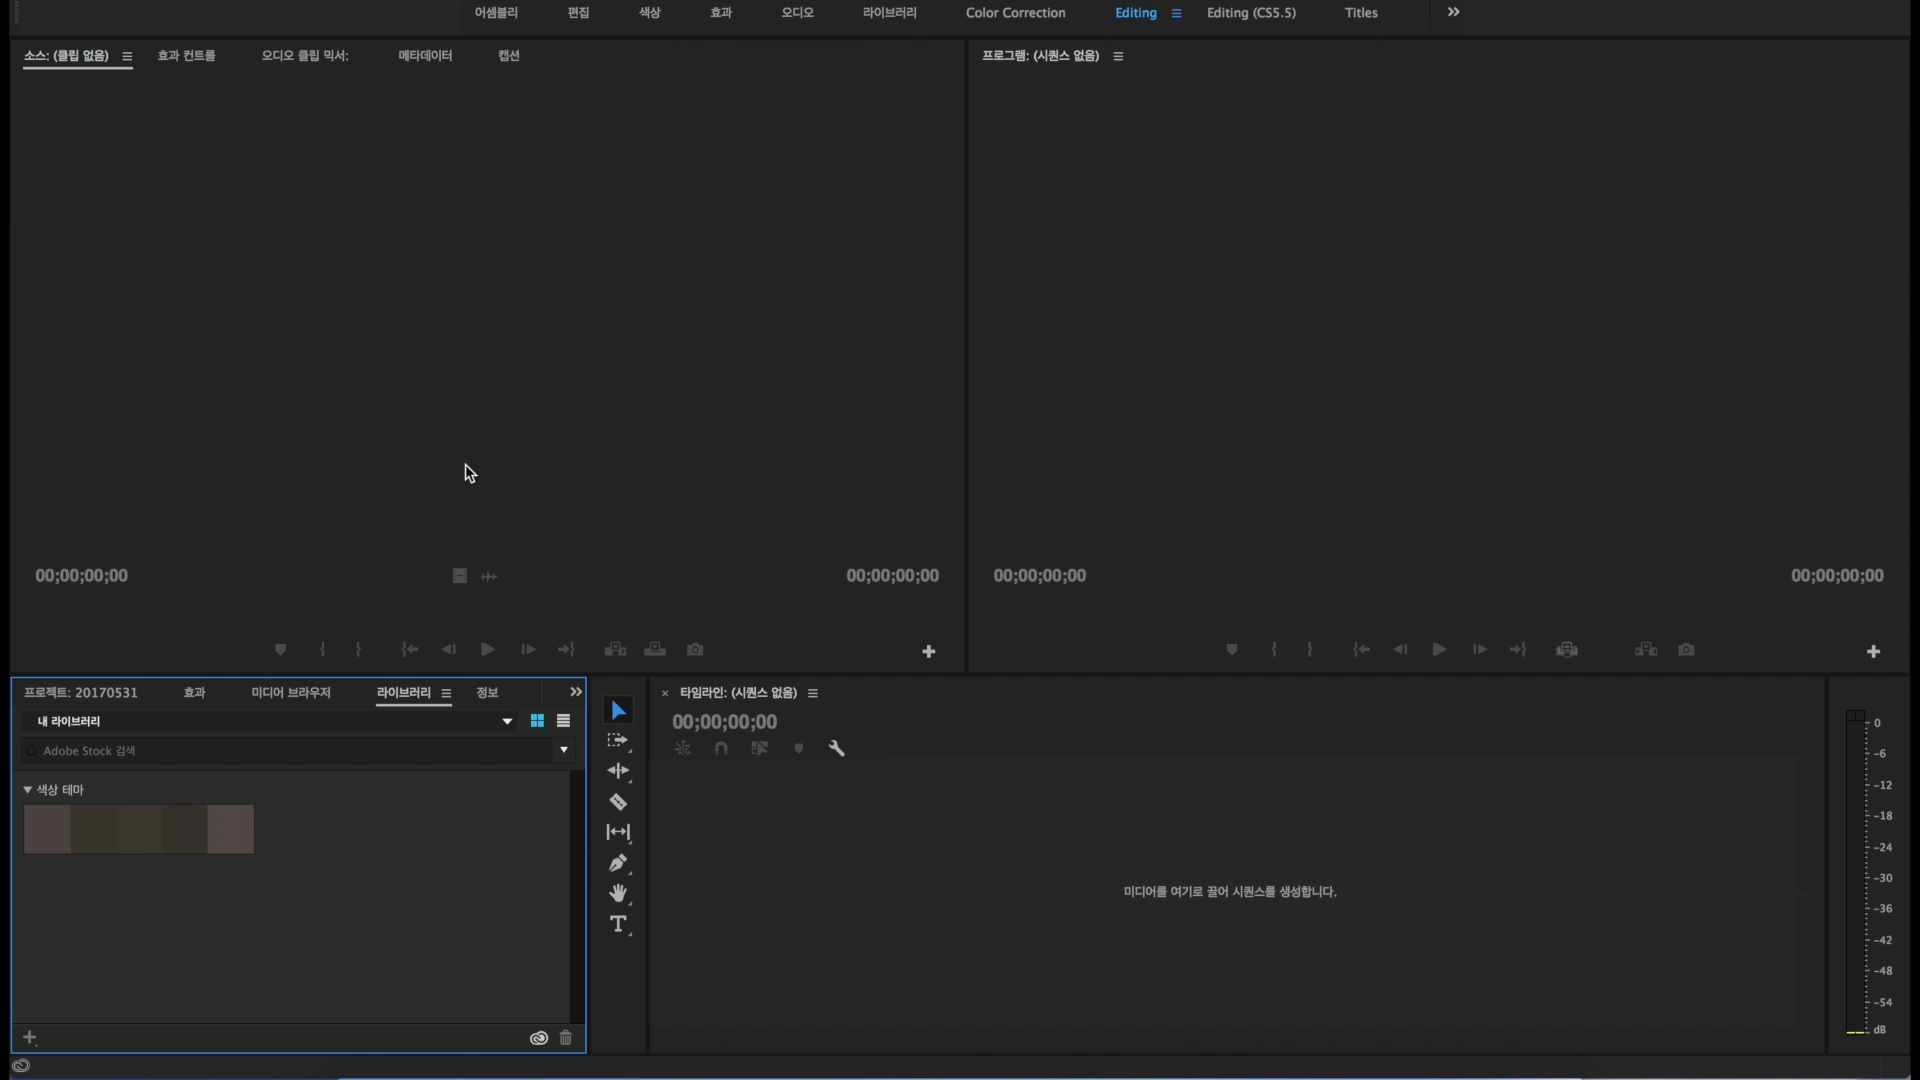 어셈블리 편집 색상 효과 오디오 라이브러리 Color Correction Editing Editing (CS5.5) Titles
소스: (클립 없음) 효과 컨트롤 오디오 클립 믹서: 메타데이터 캡션
프로그램: (시퀀스 없음)
00;00;00;00 00;00;00;00
00;00;00;00 00;00;00;00
프로젝트: 20170531 효과 미디어 브라우저 라이브러리 정보
내 라이브러리
Adobe Stock 검색
색상 테마
타임라인: (시퀀스 없음)
00;00;00;00
미디어를 여기로 끌어 시퀀스를 생성합니다.
0
-6
-12
-18
-24
-30
-36
-42
-48
-54
dB